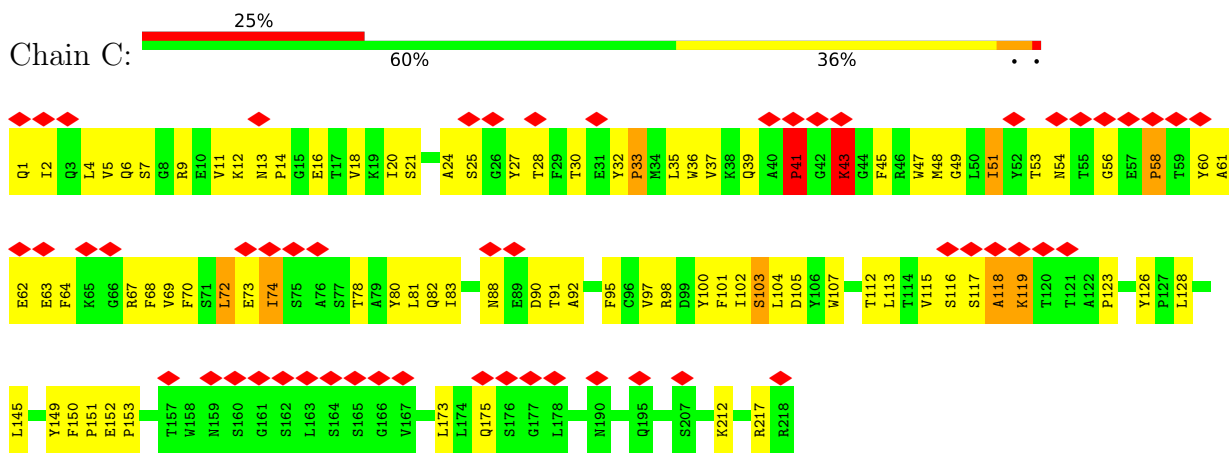 25%
Chain C:
60% 36% • •
Q1 I2 Q3 L4 V5 Q6 S7 G8 R9 E10 V11 K12 N13 P14 G15 E16 T17 V18 K19 I20 S21 A24 S25 G26 Y27 T28 F29 T30 E31 Y32 P33 M34 L35 W36 V37 K38 Q39 A40 P41 G42 K43 G44 F45 R46 W47 M48 G49 L50 I51 Y52 T53 N54 T55 G56 E57 P58 T59 Y60 A61
E62 E63 F64 K65 G66 R67 F68 V69 F70 S71 L72 E73 I74 S75 A76 S77 T78 A79 Y80 L81 Q82 I83 N88 E89 D90 T91 A92 F95 C96 V97 R98 D99 Y100 F101 I102 S103 L104 D105 Y106 W107 T112 L113 T114 V115 S116 S117 A118 K119 T120 T121 A122 P123 Y126 P127 L128
L145 Y149 F150 P151 E152 P153 T157 W158 N159 S160 G161 S162 L163 S164 S165 G166 V167 L173 L174 Q175 S176 G177 L178 N190 Q195 S207 K212 R217 R218